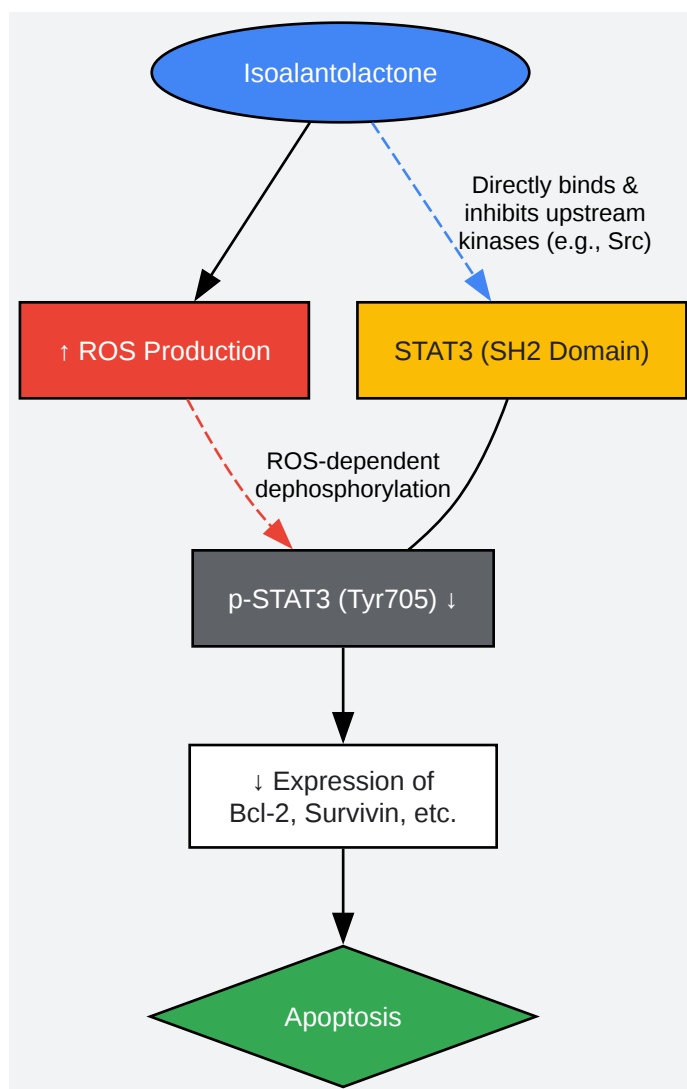 Isoalantolactone
Directly binds &
inhibits upstream
kinases (e.g., Src)
↑ ROS Production
STAT3 (SH2 Domain)
ROS-dependent
dephosphorylation
p-STAT3 (Tyr705) ↓
↓ Expression of
Bcl-2, Survivin, etc.
Apoptosis